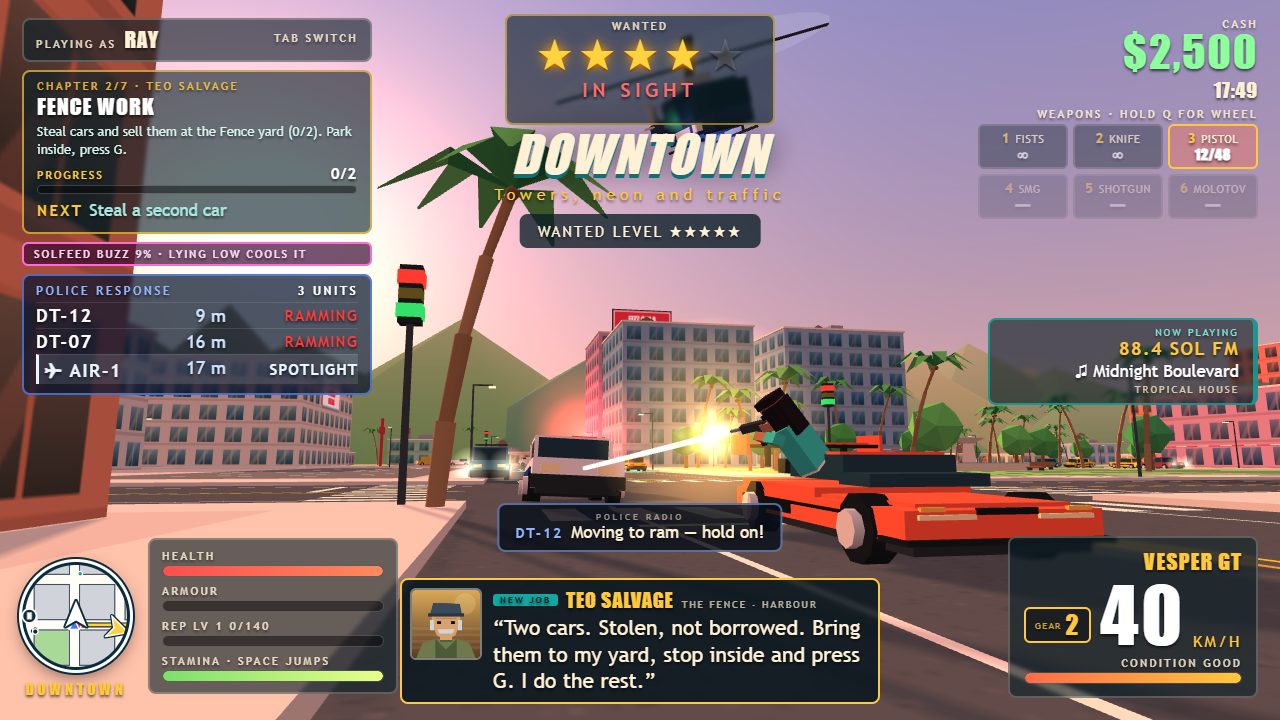 PLAYING AS RAY TAB SWITCH
CHAPTER 2/7 · TEO SALVAGE
FENCE WORK
Steal cars and sell them at the Fence yard (0/2). Park
inside, press G.
PROGRESS 0/2
NEXT Steal a second car
SOLFEED BUZZ 9% · LYING LOW COOLS IT
POLICE RESPONSE 3 UNITS
DT-12 9 m RAMMING
DT-07 16 m RAMMING
AIR-1 17 m SPOTLIGHT
WANTED
IN SIGHT
DOWNTOWN
Towers, neon and traffic
WANTED LEVEL ★★★★★
CASH
$2,500
17:49
WEAPONS · HOLD Q FOR WHEEL
1 FISTS ∞
2 KNIFE ∞
3 PISTOL 12/48
4 SMG —
5 SHOTGUN —
6 MOLOTOV —
NOW PLAYING
88.4 SOL FM
♫ Midnight Boulevard
TROPICAL HOUSE
POLICE RADIO
DT-12 Moving to ram — hold on!
HEALTH
ARMOUR
REP LV 1 0/140
STAMINA · SPACE JUMPS
DOWNTOWN
NEW JOB TEO SALVAGE THE FENCE · HARBOUR
“Two cars. Stolen, not borrowed. Bring
them to my yard, stop inside and press
G. I do the rest.”
VESPER GT
GEAR 2 40 KM/H
CONDITION GOOD